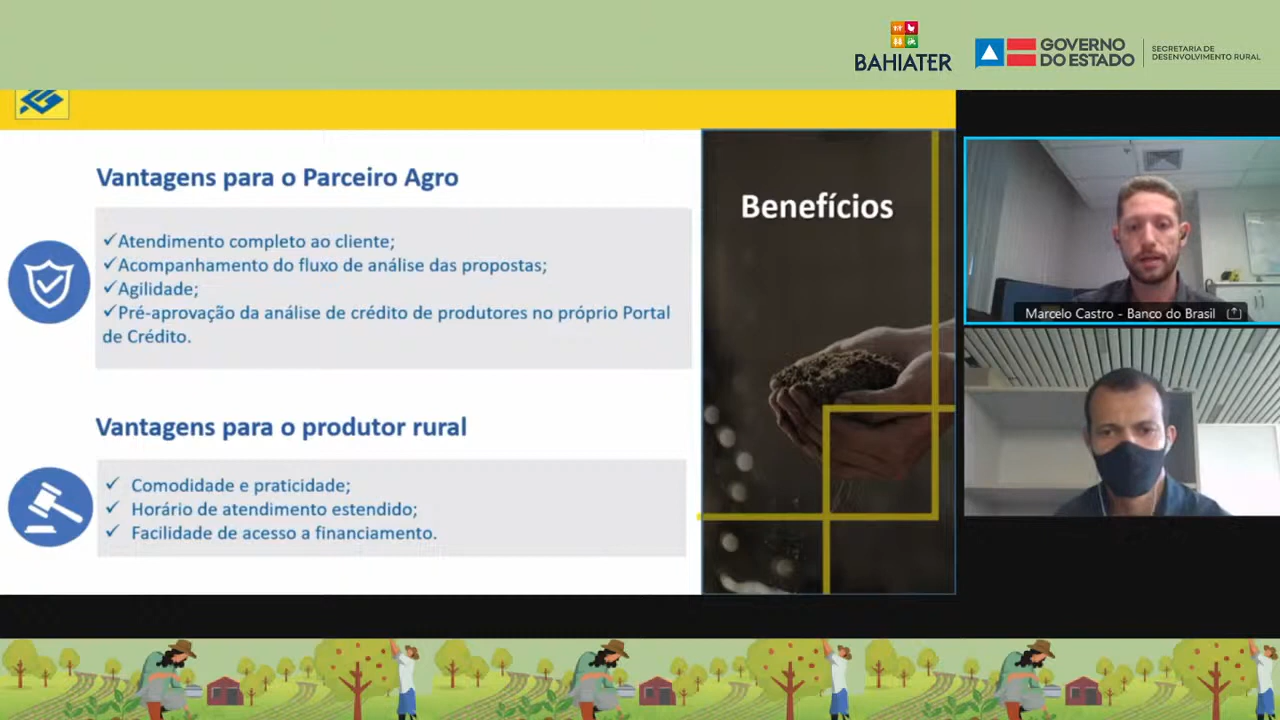 BAHIATER
GOVERNO
DO ESTADO
SECRETARIA DE
DESENVOLVIMENTO RURAL
Vantagens para o Parceiro Agro
✓Atendimento completo ao cliente;
✓Acompanhamento do fluxo de análise das propostas;
✓Agilidade;
✓Pré-aprovação da análise de crédito de produtores no próprio Portal
de Crédito.
Vantagens para o produtor rural
✓ Comodidade e praticidade;
✓ Horário de atendimento estendido;
✓ Facilidade de acesso a financiamento.
Benefícios
Marcelo Castro - Banco do Brasil